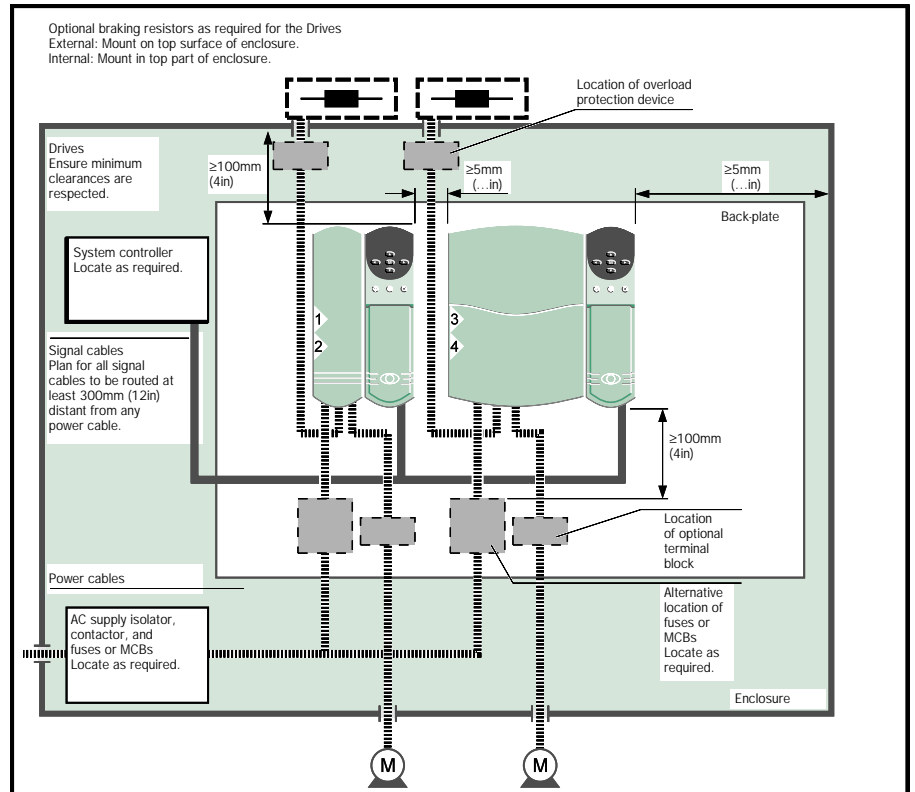 Optional braking resistors as required for the Drives
External: Mount on top surface of enclosure.
Internal: Mount in top part of enclosure.
Location of overload
protection device
Drives
Ensure minimum
clearances are
respected.
≥100mm
(4in)
≥5mm
(…in)
≥5mm
(…in)
Back-plate
System controller
Locate as required.
1
2
3
4
Signal cables
Plan for all signal
cables to be routed at
least 300mm (12in)
distant from any
power cable.
≥100mm
(4in)
Location
of optional
terminal
block
Power cables
Alternative
location of
fuses or
MCBs
Locate as
required.
AC supply isolator,
contactor, and
fuses or MCBs
Locate as required.
Enclosure
M
M